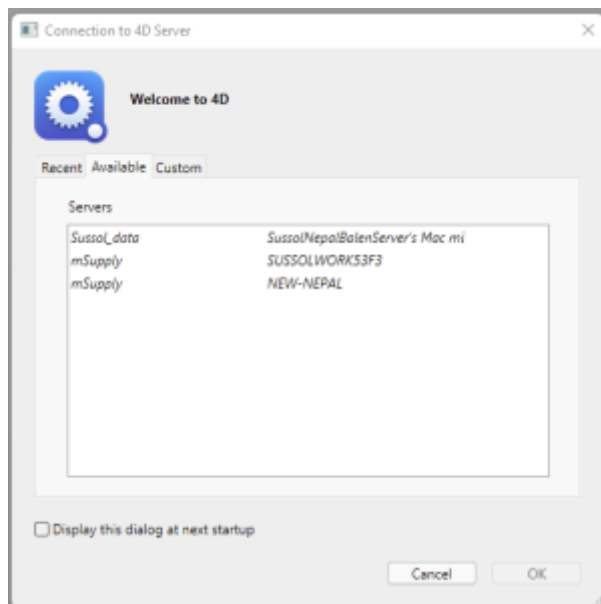 Connection to 4D Server
Welcome to 4D
Recent Available Custom
Servers
Sussol_data SussolNepalBalenServer's Mac mi
mSupply SUSSOLWORK53F3
mSupply NEW-NEPAL
Display this dialog at next startup
Cancel OK